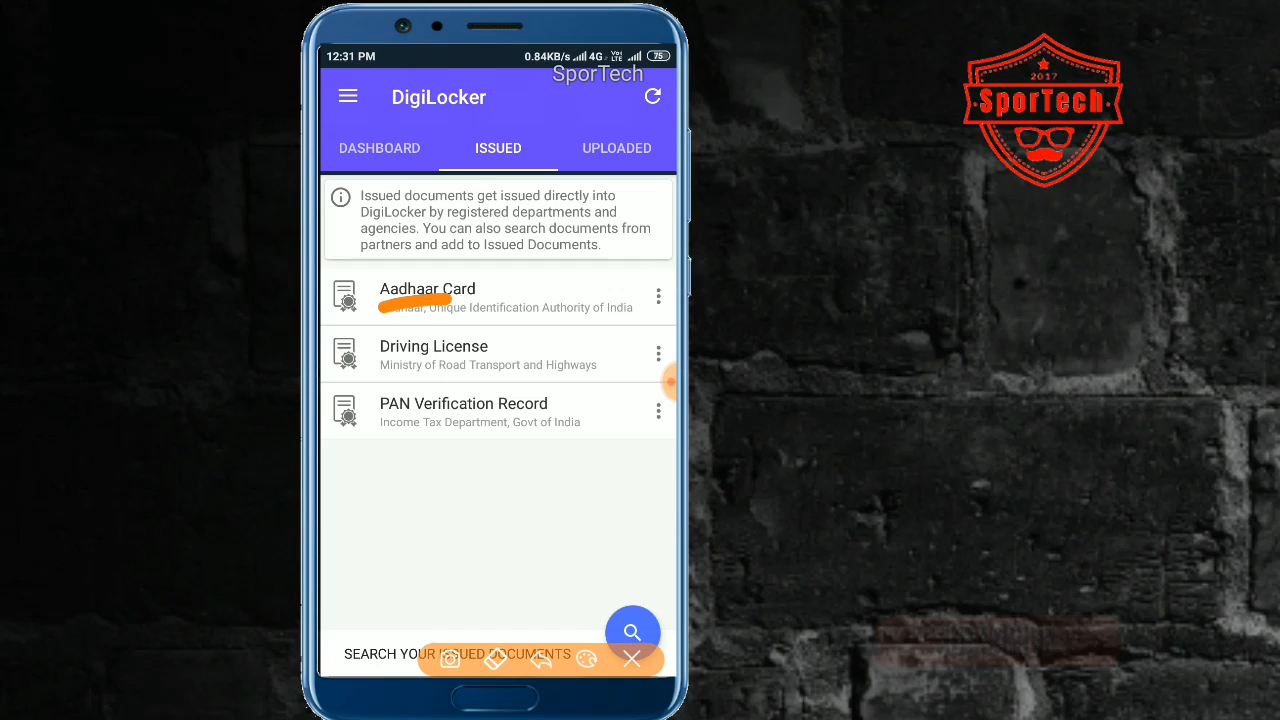 12:31 PM
0.84KB/s 4G Vo) LTE 75
SporTech
DigiLocker
DASHBOARD
ISSUED
UPLOADED
Issued documents get issued directly into
DigiLocker by registered departments and
agencies. You can also search documents from
partners and add to Issued Documents.
Aadhaar Card
Unique Identification Authority of India
Driving License
Ministry of Road Transport and Highways
PAN Verification Record
Income Tax Department, Govt of India
SEARCH YOUR ISSUED DOCUMENTS
2017
SporTech